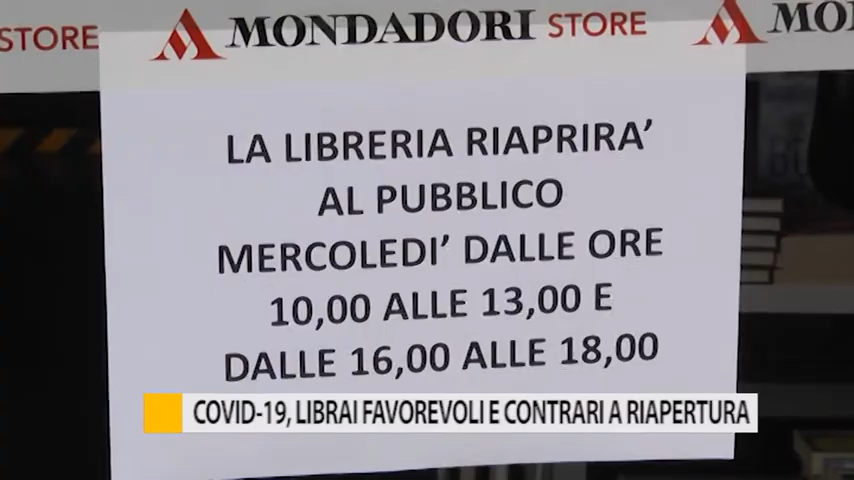 STORE MONDADORI STORE MO
LA LIBRERIA RIAPRIRA'
AL PUBBLICO
MERCOLEDI' DALLE ORE
10,00 ALLE 13,00 E
DALLE 16,00 ALLE 18,00
COVID-19, LIBRAI FAVOREVOLI E CONTRARI A RIAPERTURA